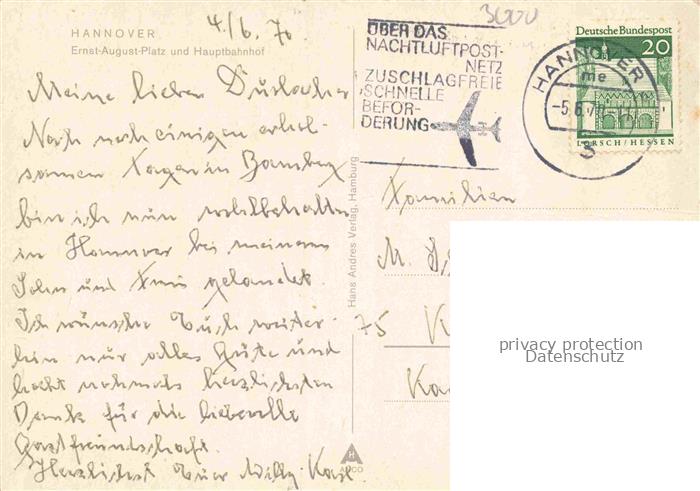 HANNOVER
Ernst-August-Platz und Hauptbahnhof
4./6. 70
Meine lieben Durlacher
Nach noch einigen erhol-
samen Tagen in Bamberg
bin ich nun wohlbehalten
in Hannover bei meinem
Sohn und Frau gelandet.
Ich wünsche Euch weiter-
hin nur alles Gute und
nochmals herzlichsten
Dank für die liebevolle
Gastfreundschaft.
Herzlichst Euer Willy Karl
Hans Andres Verlag, Hamburg
H
ANCO
3000
ÜBER DAS
NACHTLUFTPOST-
NETZ
ZUSCHLAGFREIE
SCHNELLE
BEFÖR-
DERUNG
HANNOVER
me
-5.6.
3
Deutsche Bundespost
20
LORSCH/HESSEN
Familien
M.
75 K
Ka
privacy protection
Datenschutz